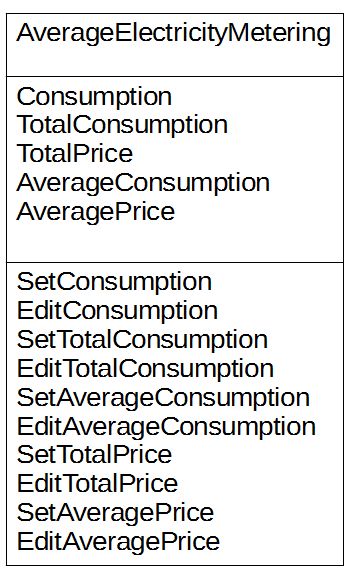 AverageElectricityMetering
Consumption
TotalConsumption
TotalPrice
AverageConsumption
AveragePrice
SetConsumption
EditConsumption
SetTotalConsumption
EditTotalConsumption
SetAverageConsumption
EditAverageConsumption
SetTotalPrice
EditTotalPrice
SetAveragePrice
EditAveragePrice